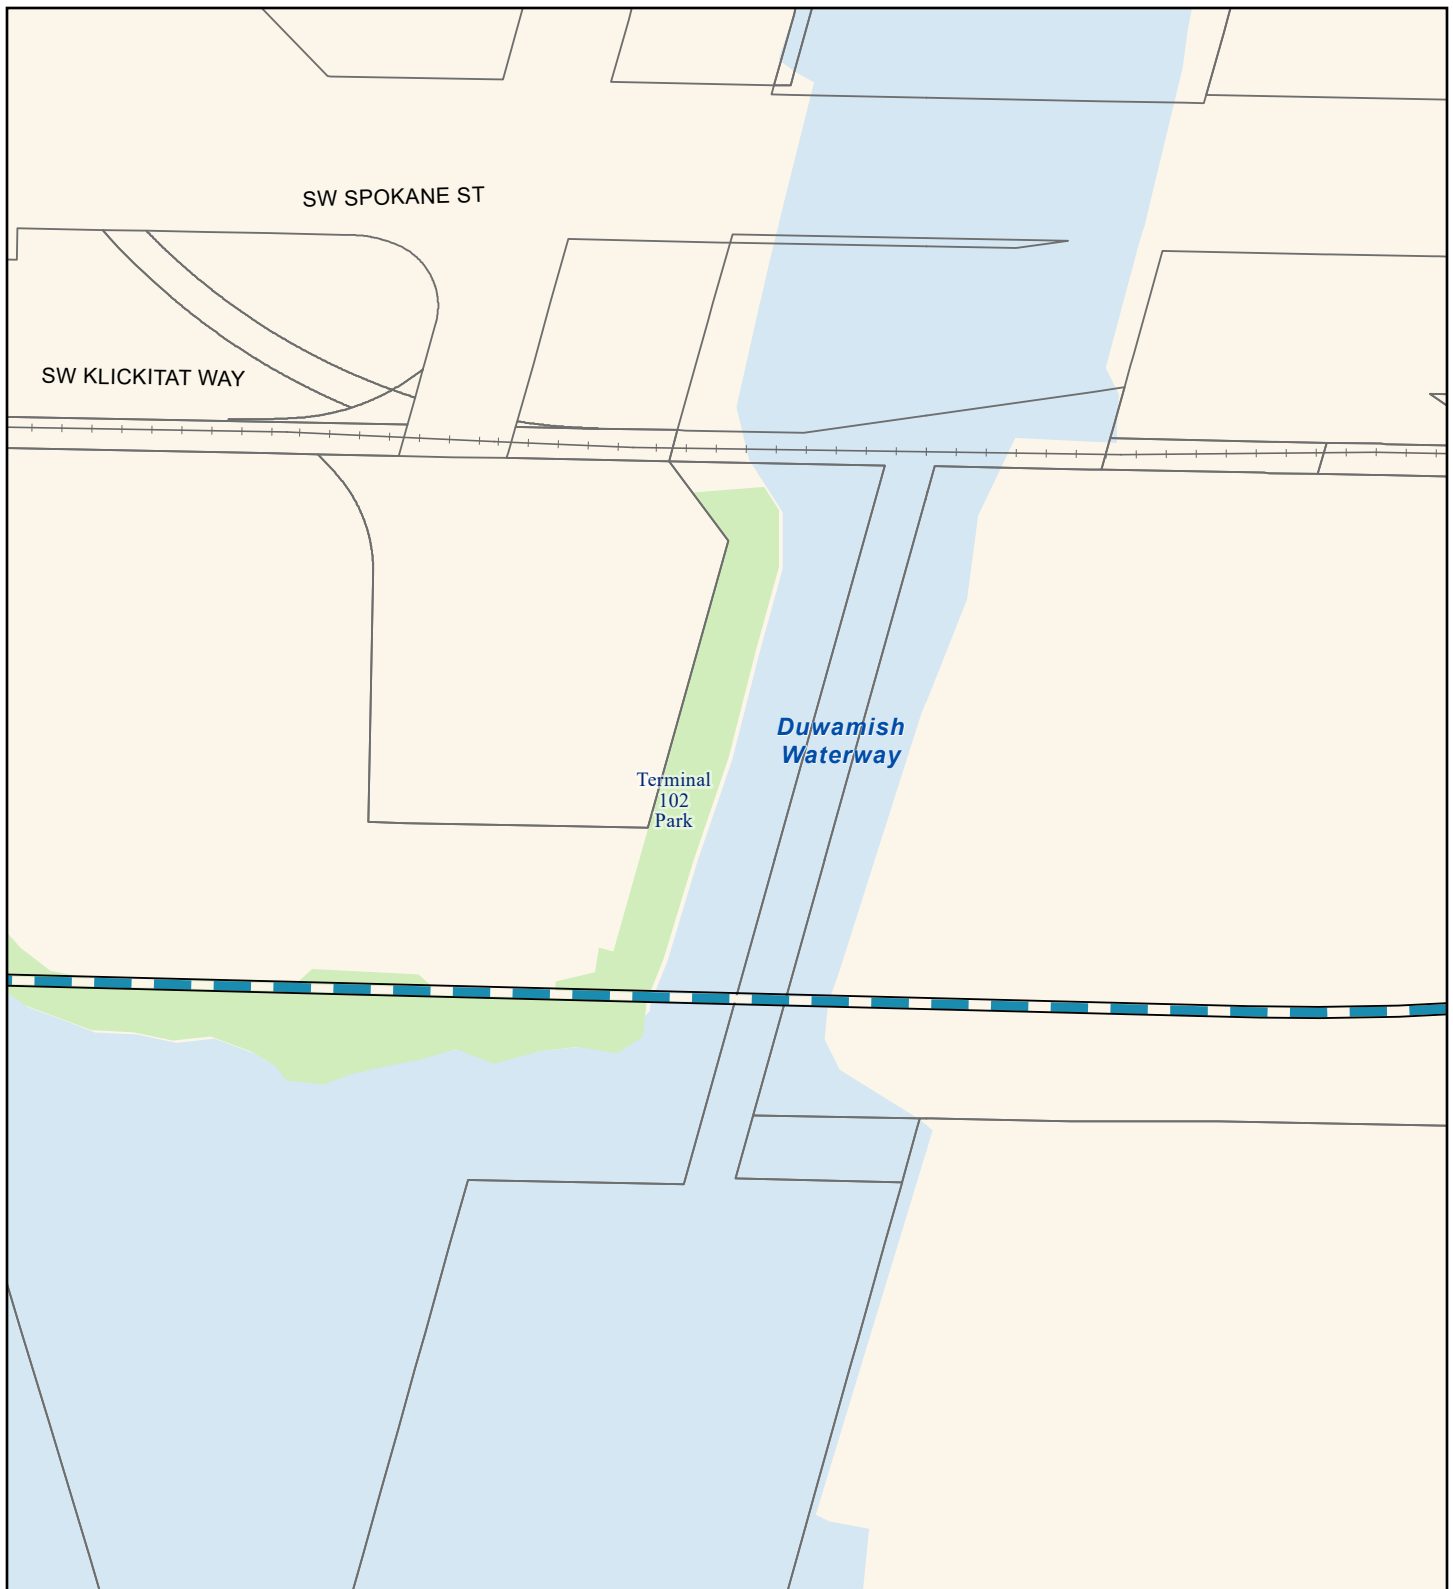 SW SPOKANE ST
SW KLICKITAT WAY
Duwamish
Waterway
Terminal
102
Park